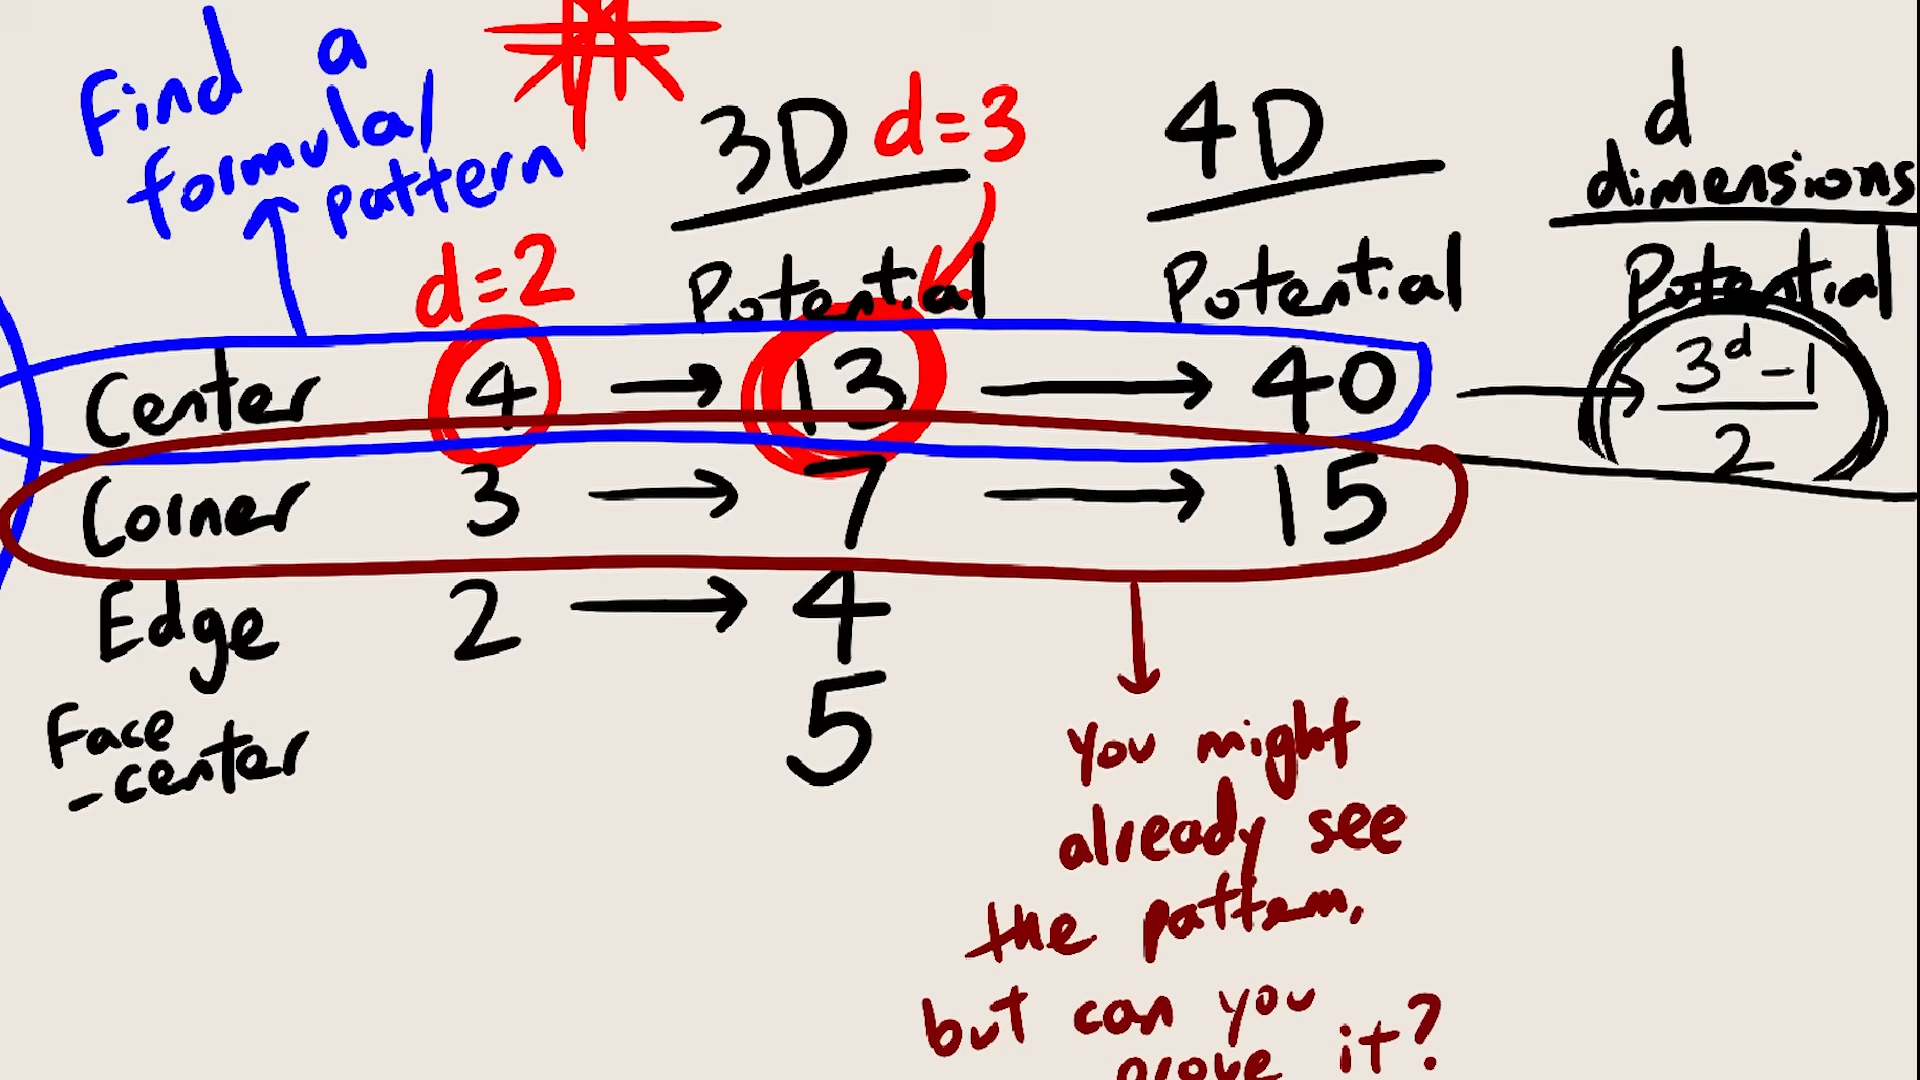 Find a
formula/
pattern
d=2
3D d=3
Potential
4D
Potential
d
dimensions
Potential
Center 4 → 13 → 40 → (3^d - 1)/2
Corner 3 → 7 → 15
Edge 2 → 4
Face
-center 5
You might
already see
the pattern,
but can you
prove it?